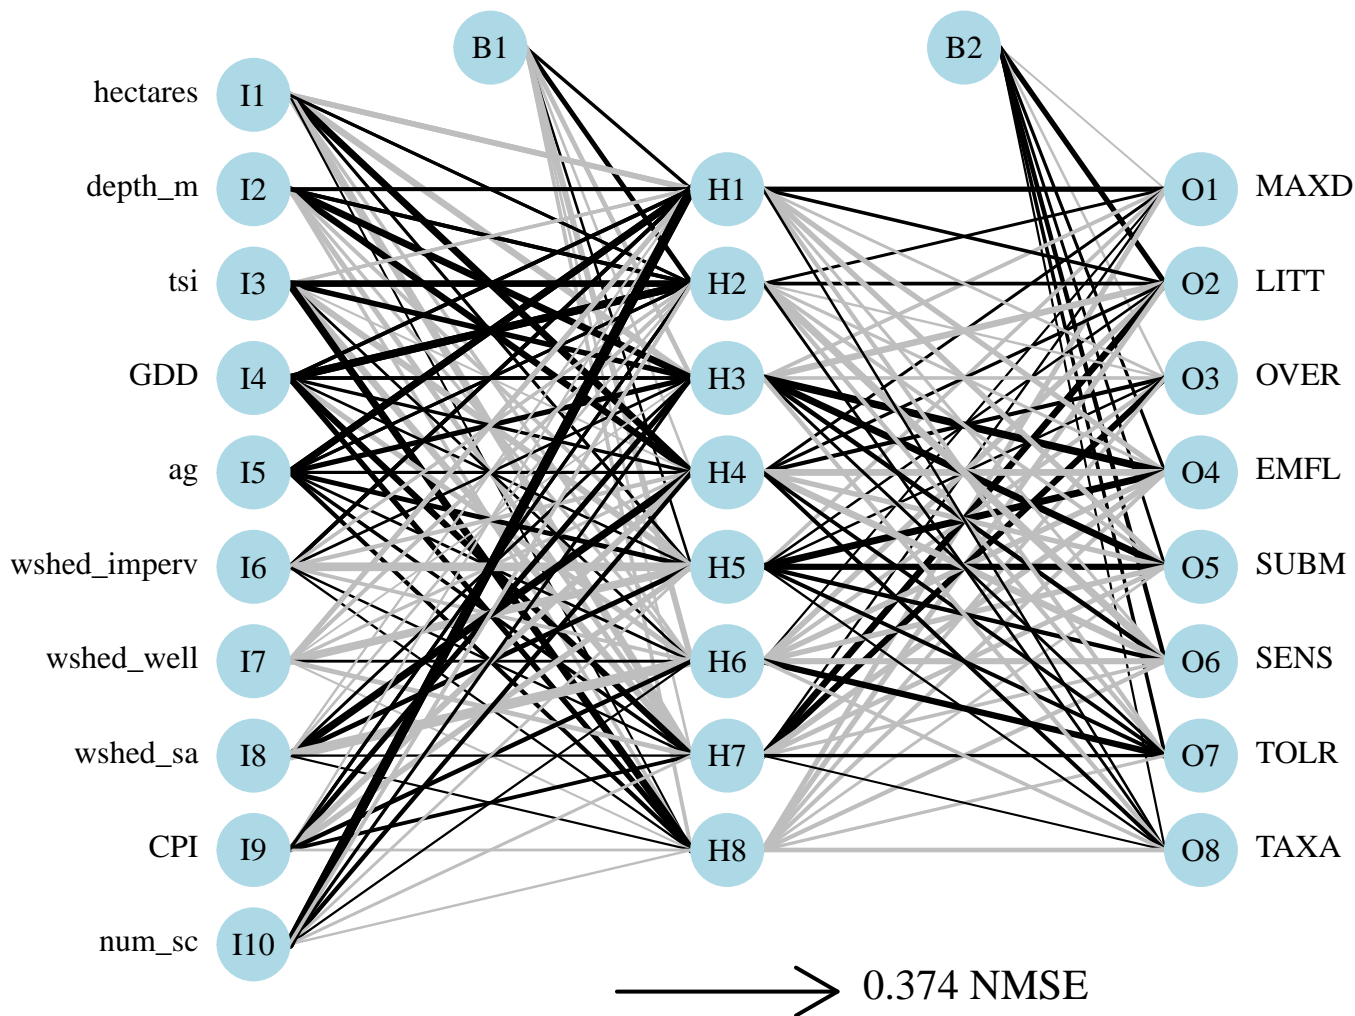 B1
B2
hectares I1
depth_m I2 H1 O1 MAXD
tsi I3 H2 O2 LITT
GDD I4 H3 O3 OVER
ag I5 H4 O4 EMFL
wshed_imperv I6 H5 O5 SUBM
wshed_well I7 H6 O6 SENS
wshed_sa I8 H7 O7 TOLR
CPI I9 H8 O8 TAXA
num_sc I10
0.374 NMSE